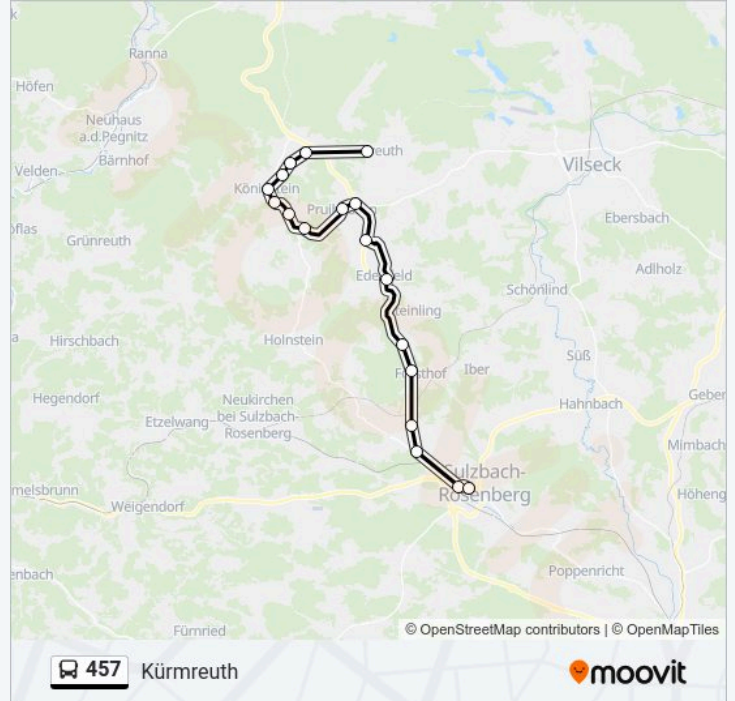 Ranna
Höfen
Neuhaus
a.d.Pegnitz
Bärnhof
Velden
Vilseck
Ebersbach
Grünreuth
Adlholz
Schönlind
Hirschbach
Holnstein
Süß
Iber
Hegendorf
Neukirchen
bei Sulzbach-
Rosenberg
Hahnbach
Etzelwang
Mimbach
Sulzbach-
Rosenberg
Weigendorf
Poppenricht
Fürnried
© OpenStreetMap contributors | © OpenMapTiles
457 Kürmreuth
moovit